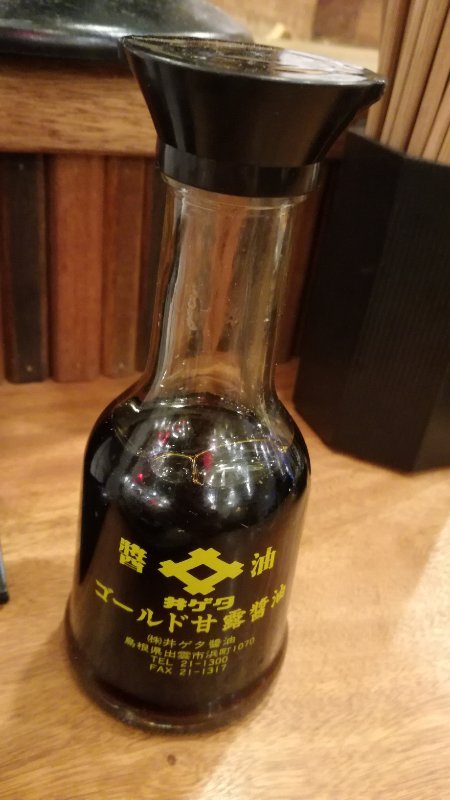 醬油
井ゲタ
ゴールド甘露醤油
㈱井ゲタ醤油
島根県出雲市浜町1070
TEL 21-1300
FAX 21-1317